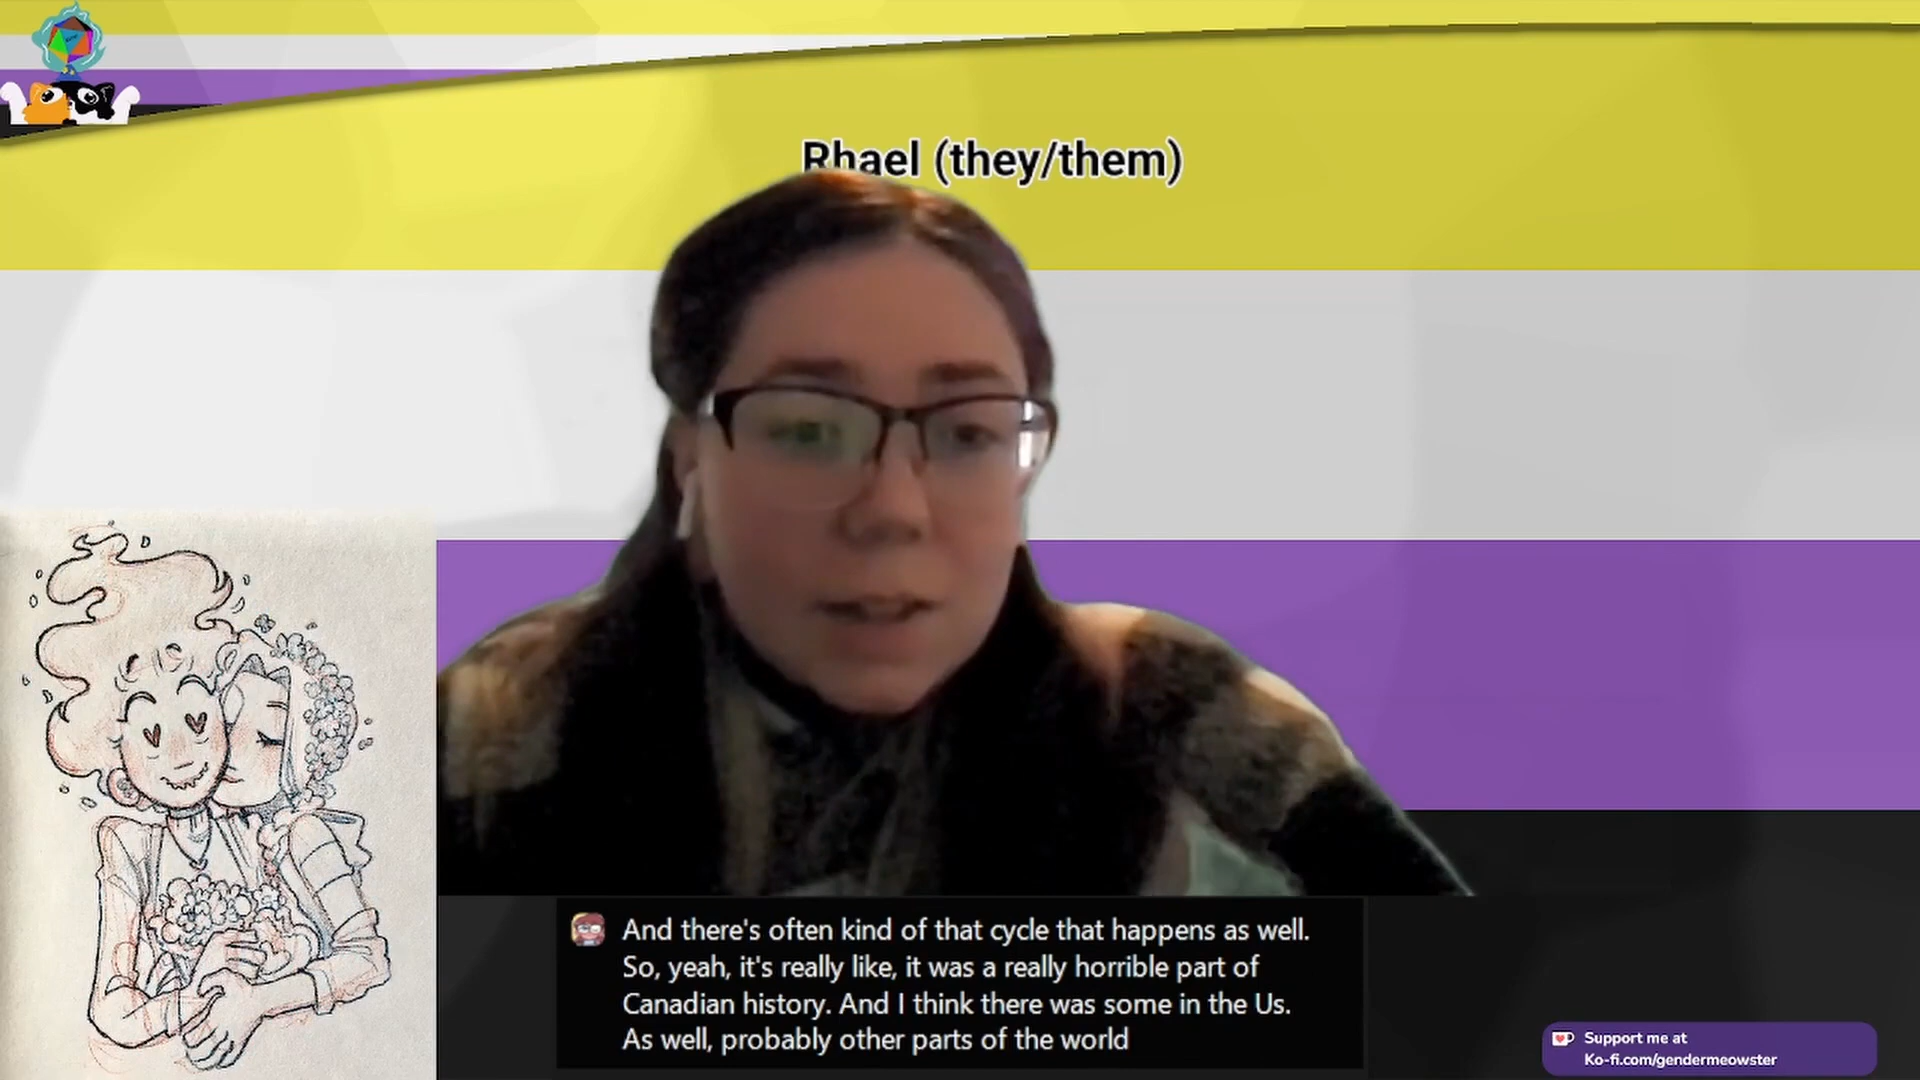 Rhael (they/them)
And there's often kind of that cycle that happens as well.
So, yeah, it's really like, it was a really horrible part of
Canadian history. And I think there was some in the Us.
As well, probably other parts of the world
Support me at
Ko-fi.com/gendermeowster